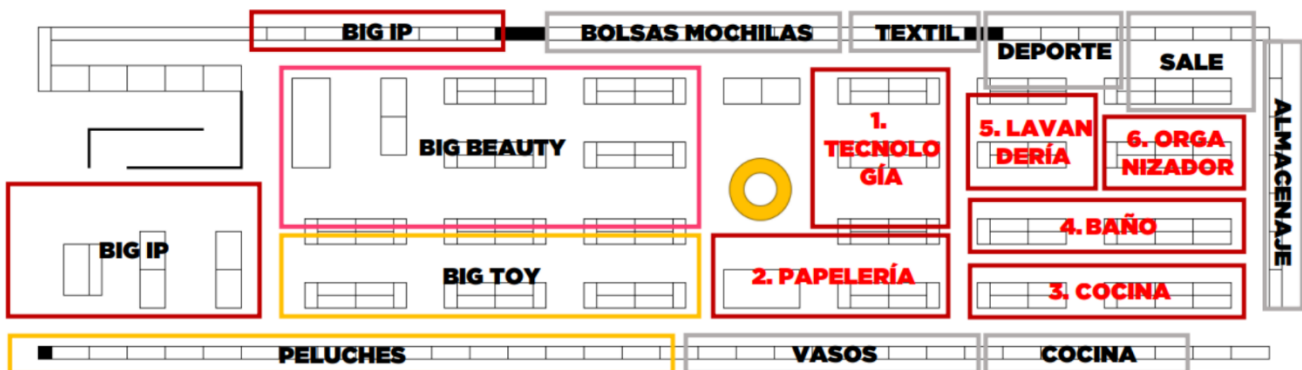 BIG IP
BOLSAS MOCHILAS
TEXTIL
DEPORTE
SALE
BIG BEAUTY
1.
TECNOLO
GÍA
5. LAVAN
DERÍA
6. ORGA
NIZADOR
ALMACENAJE
BIG IP
BIG TOY
2. PAPELERÍA
4. BAÑO
3. COCINA
PELUCHES
VASOS
COCINA